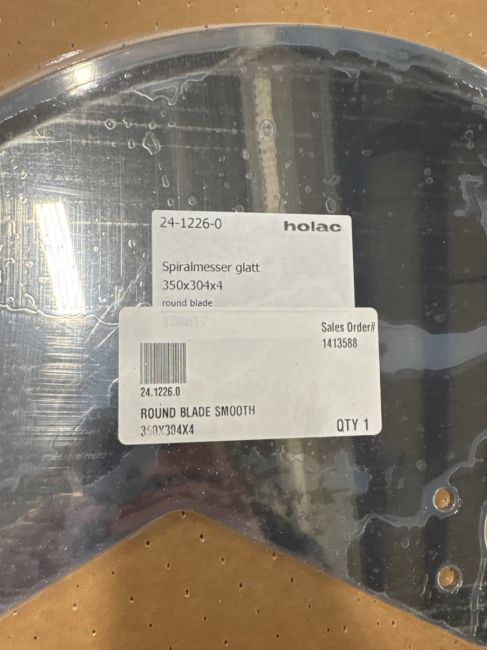 24-1226-0 holac
Spiralmesser glatt
350x304x4
round blade
Sales Order#
1413588
24.1226.0
ROUND BLADE SMOOTH
350X304X4
QTY 1